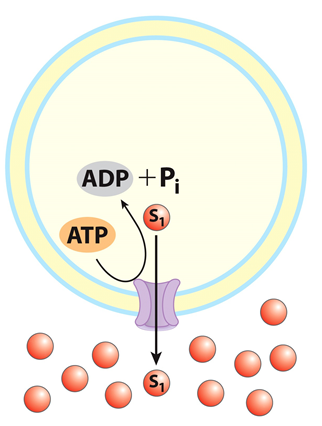 ADP + Pi
S1
ATP
S1